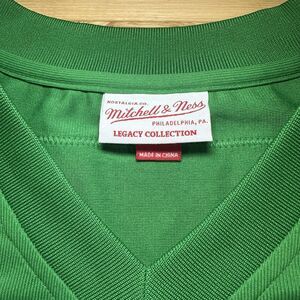 NOSTALGIA CO.
Mitchell & Ness
PHILADELPHIA, PA.
LEGACY COLLECTION
MADE IN CHINA